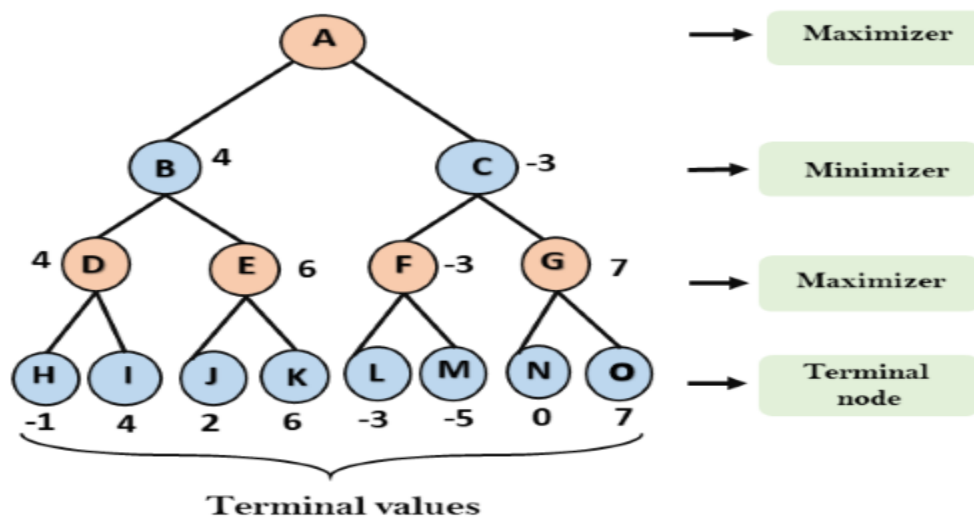 A
Maximizer
B
4
C
-3
Minimizer
4
D
E
6
F
-3
G
7
Maximizer
H
I
J
K
L
M
N
O
Terminal
node
-1
4
2
6
-3
-5
0
7
Terminal values